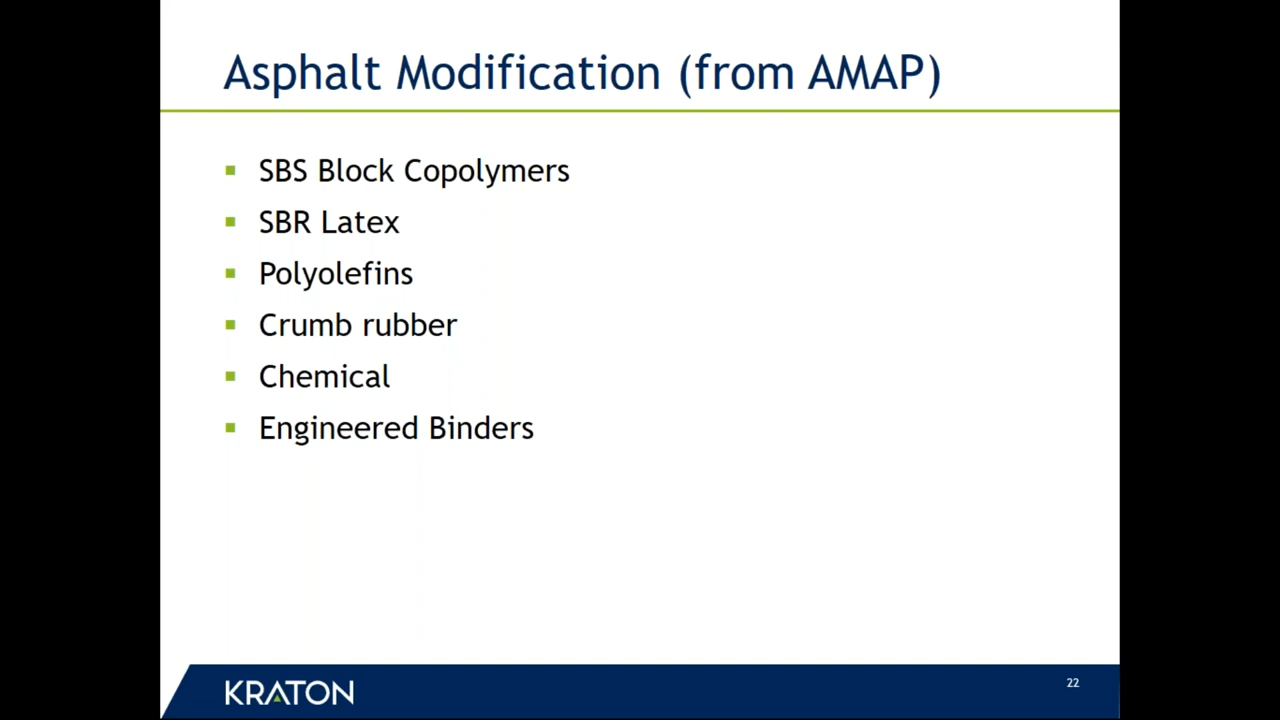 Asphalt Modification (from AMAP)
SBS Block Copolymers
SBR Latex
Polyolefins
Crumb rubber
Chemical
Engineered Binders
KRATON
22